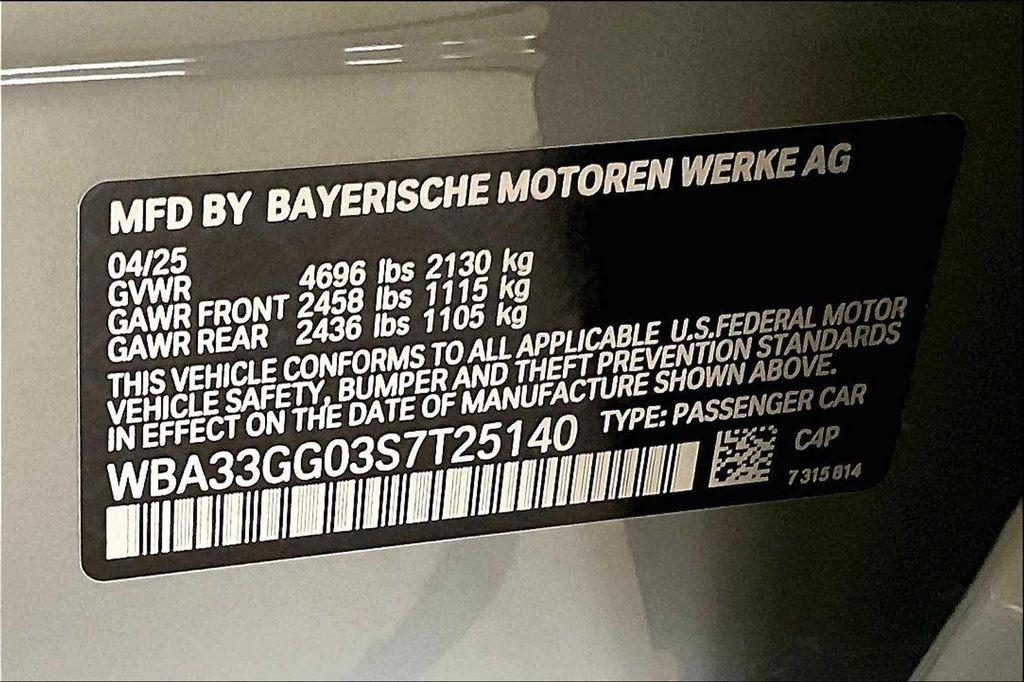 MFD BY BAYERISCHE MOTOREN WERKE AG
04/25
GVWR 4696 lbs 2130 kg
GAWR FRONT 2458 lbs 1115 kg
GAWR REAR 2436 lbs 1105 kg
THIS VEHICLE CONFORMS TO ALL APPLICABLE U.S.FEDERAL MOTOR
VEHICLE SAFETY, BUMPER AND THEFT PREVENTION STANDARDS
IN EFFECT ON THE DATE OF MANUFACTURE SHOWN ABOVE.
WBA33GG03S7T25140 TYPE: PASSENGER CAR
C4P
7 315 814